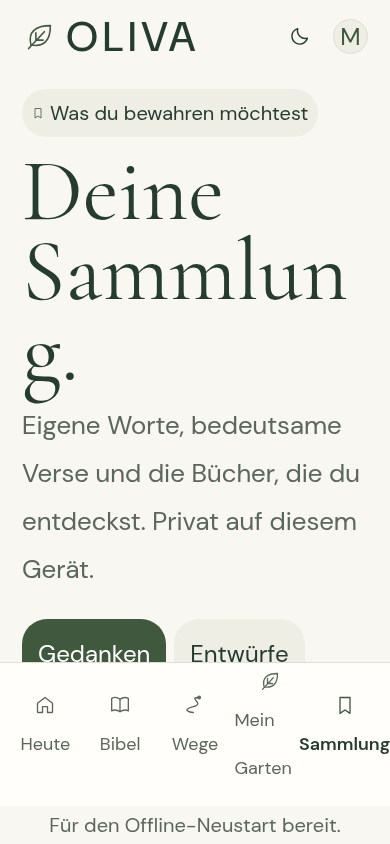 OLIVA
M
Was du bewahren möchtest
Deine
Sammlun
g.
Eigene Worte, bedeutsame
Verse und die Bücher, die du
entdeckst. Privat auf diesem
Gerät.
Gedanken Entwürfe
Heute Bibel Wege Mein Garten Sammlung
Für den Offline-Neustart bereit.